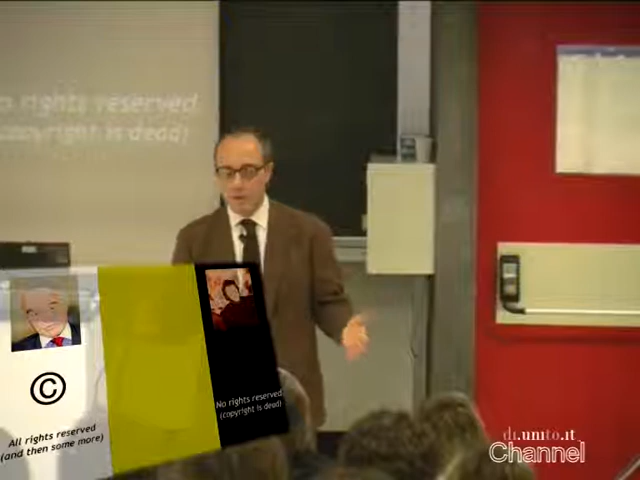 o rights reserved
copyright is dead)
©
All rights reserved
(and then some more)
No rights reserved
(copyright is dead)
di.unito.it
Channel